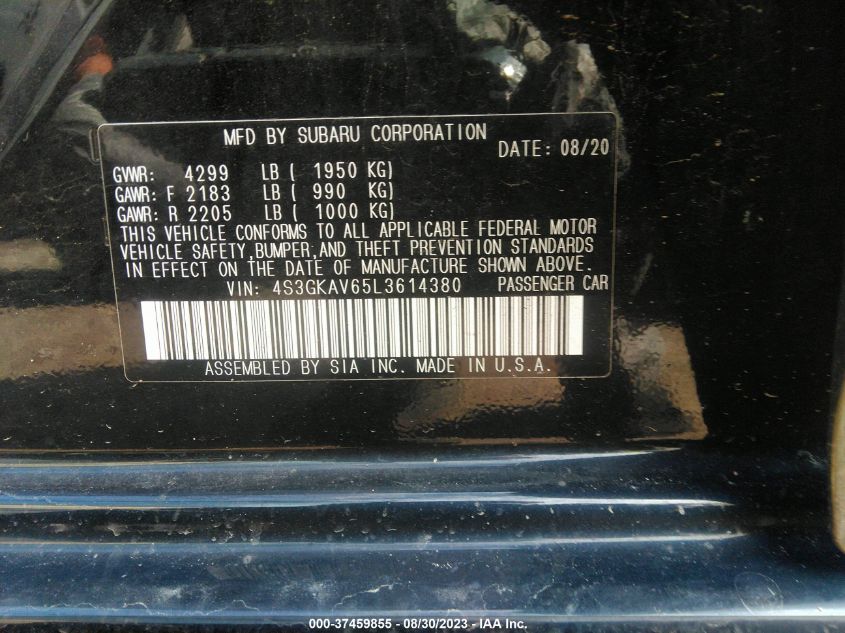 MFD BY SUBARU CORPORATION
DATE: 08/20
GVWR: 4299 LB ( 1950 KG)
GAWR: F 2183 LB ( 990 KG)
GAWR: R 2205 LB ( 1000 KG)
THIS VEHICLE CONFORMS TO ALL APPLICABLE FEDERAL MOTOR
VEHICLE SAFETY, BUMPER, AND THEFT PREVENTION STANDARDS
IN EFFECT ON THE DATE OF MANUFACTURE SHOWN ABOVE.
VIN: 4S3GKAV65L3614380 PASSENGER CAR
ASSEMBLED BY SIA INC. MADE IN U.S.A.
000-37459855 - 08/30/2023 - IAA Inc.